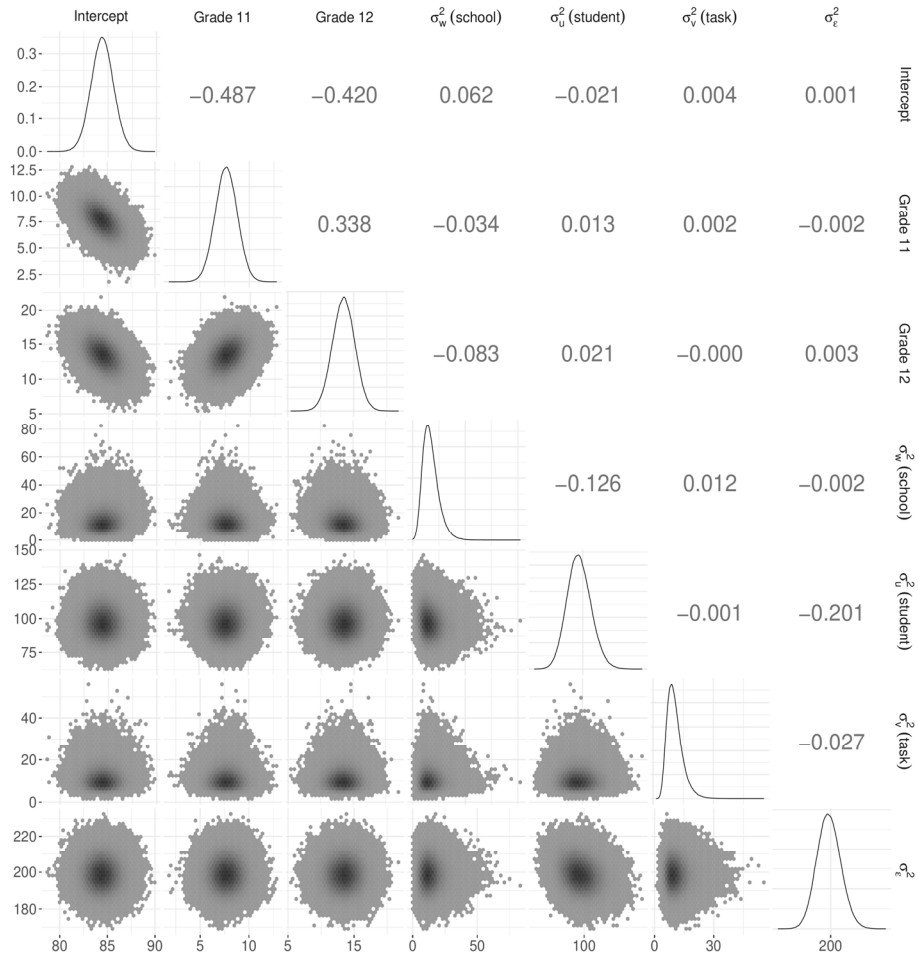 Intercept Grade 11 Grade 12 σ²w (school) σ²u (student) σ²v (task) σ²ε
0.3
0.2
0.1
0.0
−0.487 −0.420 0.062 −0.021 0.004 0.001
Intercept
12.5
10.0
7.5
5.0
2.5
0.338 −0.034 0.013 0.002 −0.002
Grade 11
20
15
10
5
−0.083 0.021 −0.000 0.003
Grade 12
80
60
40
20
0
−0.126 0.012 −0.002
σ²w (school)
150
125
100
75
−0.001 −0.201
σ²u (student)
40
20
0
−0.027
σ²v (task)
220
200
180
σ²ε
80 85 90 5 10 5 15 0 50 100 0 30 200